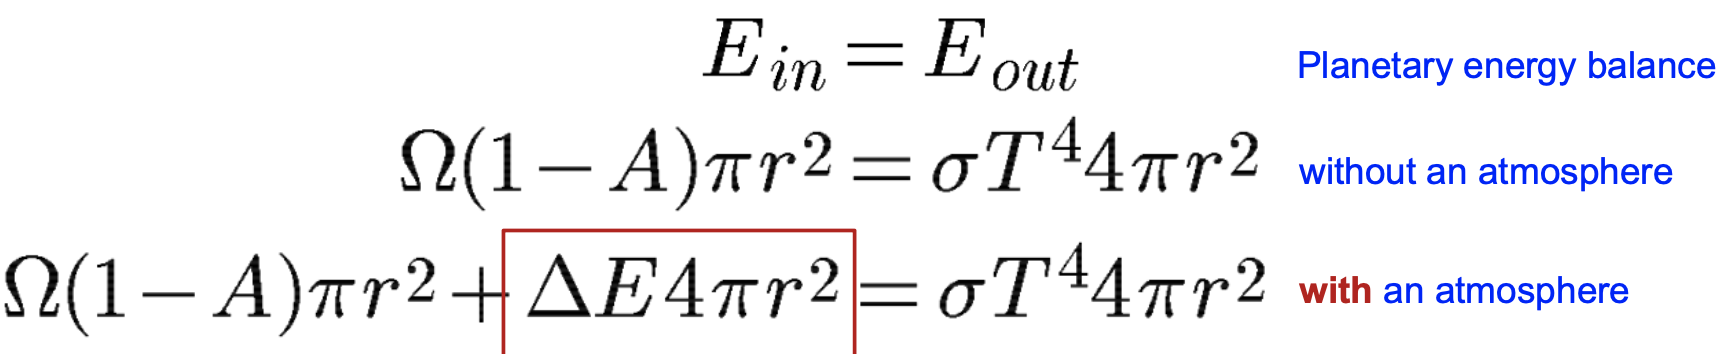 E_in = E_out Planetary energy balance
Ω(1 − A)πr² = σT⁴4πr² without an atmosphere
Ω(1 − A)πr² + ΔE4πr² = σT⁴4πr² with an atmosphere